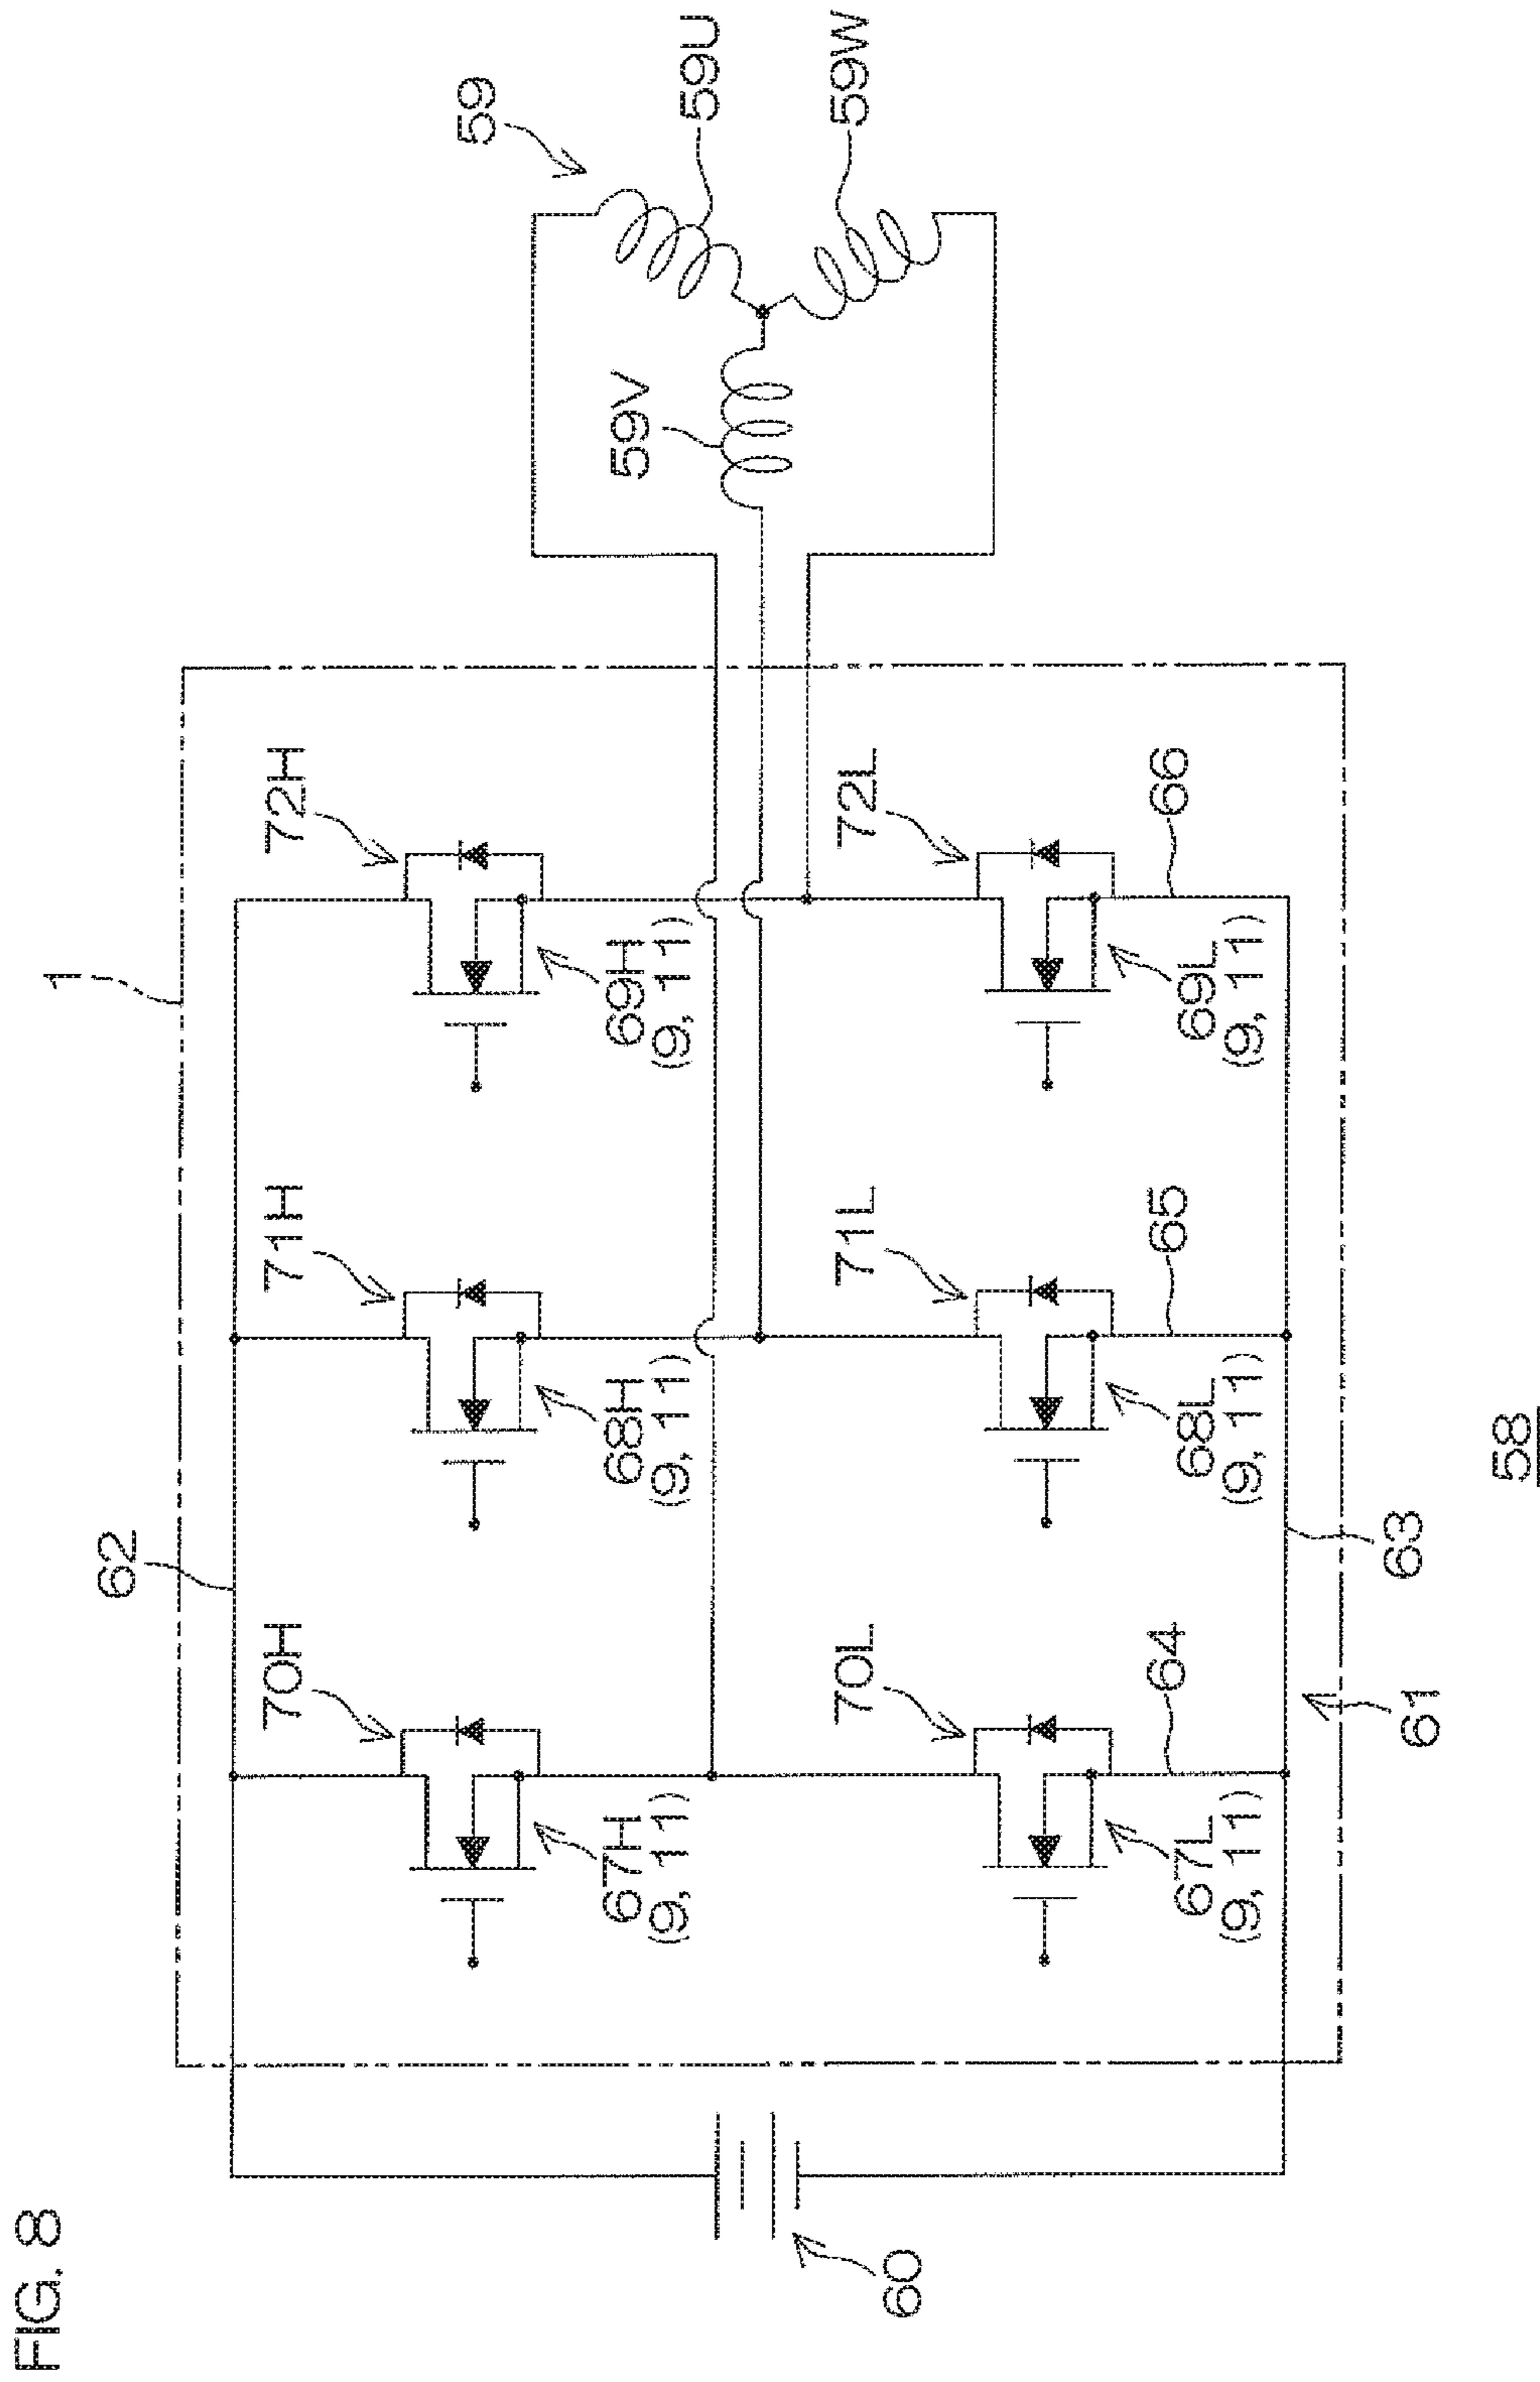 FIG. 8
1
62
70H
71H
72H
67H
(9, 11)
68H
(9, 11)
69H
(9, 11)
59
59U
59V
59W
60
70L
71L
72L
67L
(9, 11)
68L
(9, 11)
69L
(9, 11)
64
65
66
61
63
58